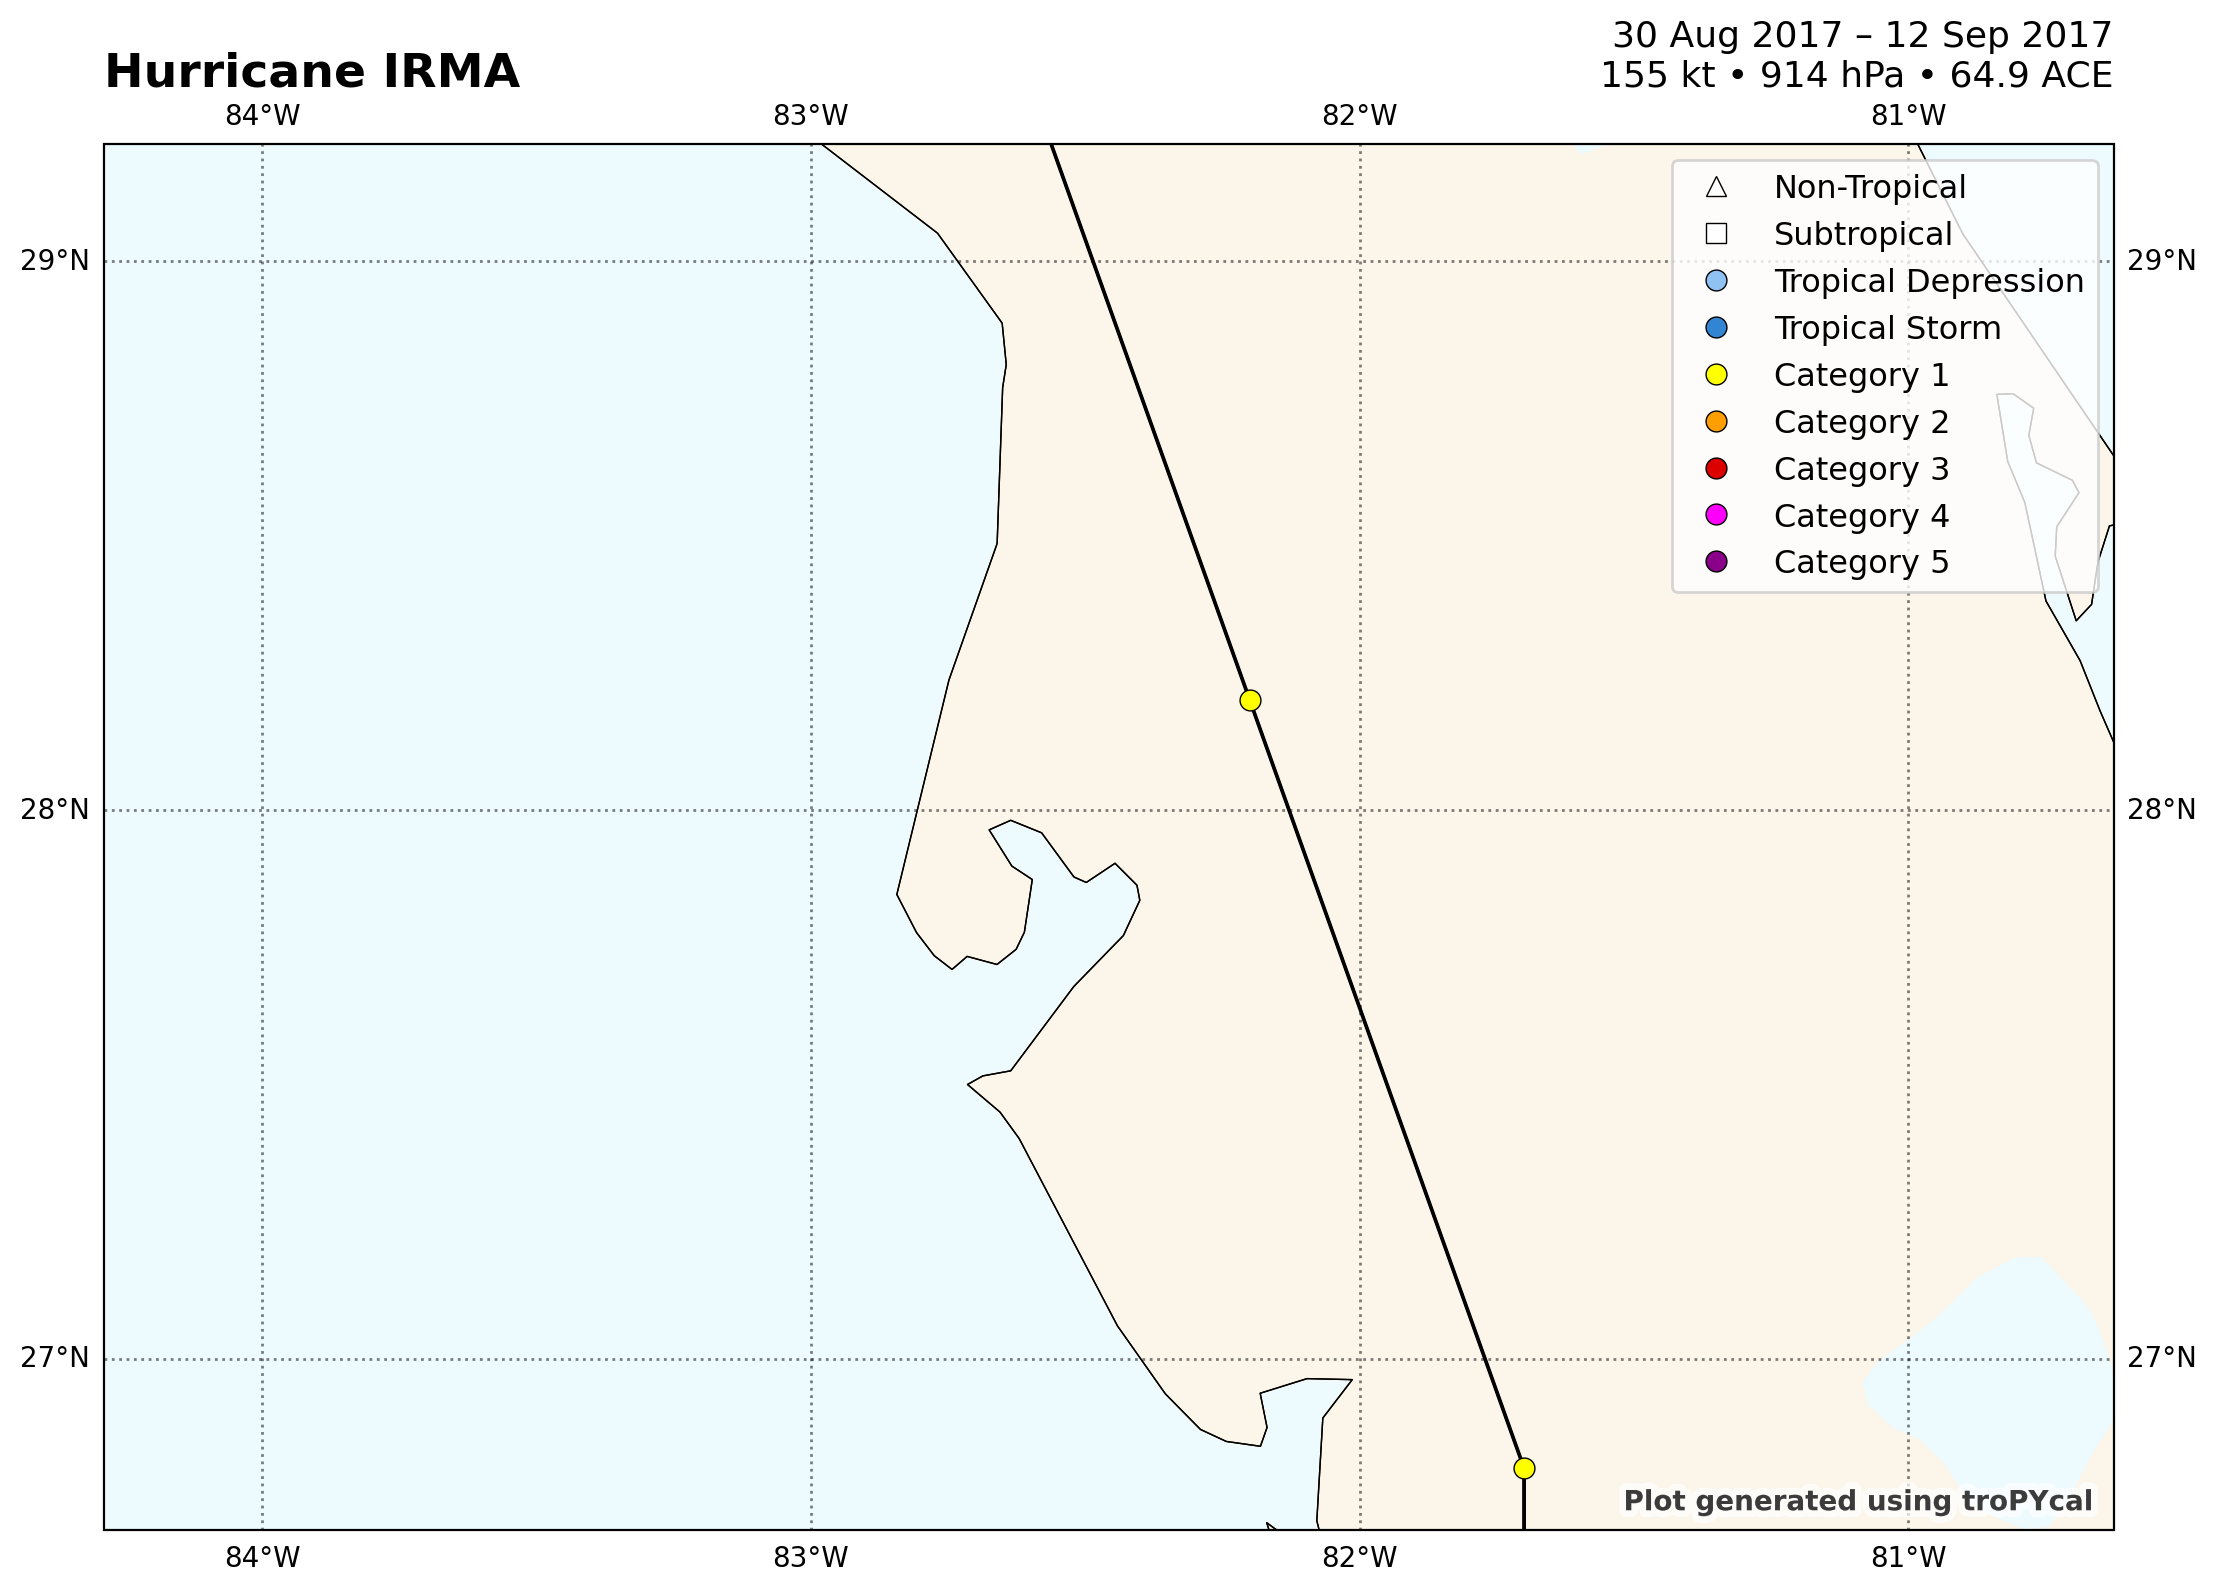 Hurricane IRMA
30 Aug 2017 – 12 Sep 2017
155 kt • 914 hPa • 64.9 ACE
84°W 83°W 82°W 81°W
29°N 29°N
28°N 28°N
27°N 27°N
Non-Tropical
Subtropical
Tropical Depression
Tropical Storm
Category 1
Category 2
Category 3
Category 4
Category 5
Plot generated using troPYcal
84°W 83°W 82°W 81°W